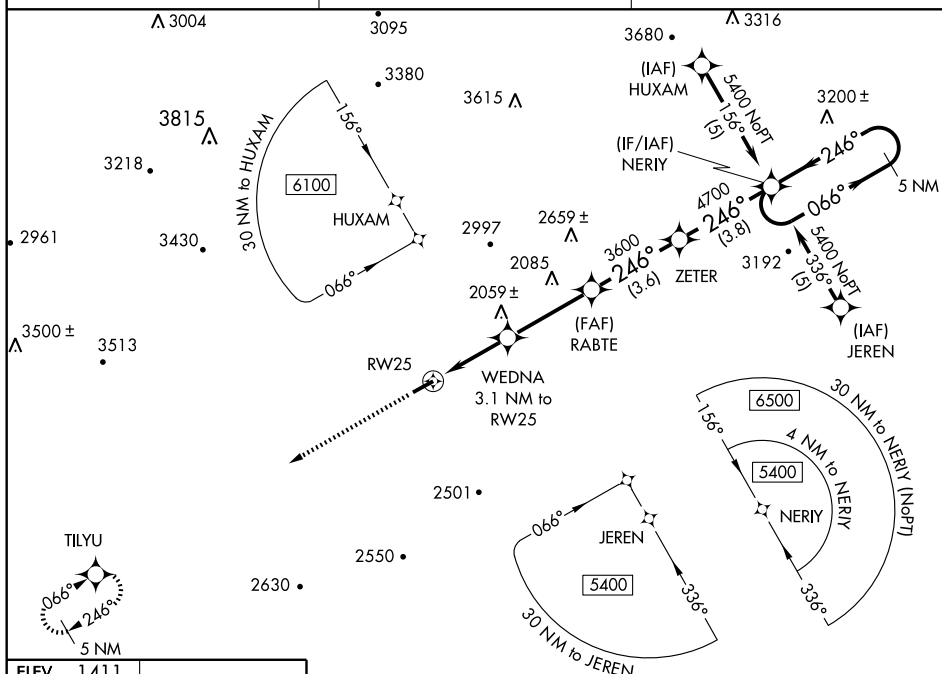 3004
3095
3316
3680
(IAF)
HUXAM
5400 NoPT
156°
(5)
3380
3815
3615
3200 ±
30 NM to HUXAM
156°
6100
HUXAM
066°
(IF/IAF)
NERIY
246°
066°
5 NM
3218
4700
246°
(3.8)
2961
3430
2997
2659 ±
3600
246°
(3.6)
ZETER
3192
5400 NoPT
336°
(5)
2085
2059 ±
(FAF)
RABTE
(IAF)
JEREN
3500 ±
3513
RW25
WEDNA
3.1 NM to
RW25
6500
30 NM to NERIY (NoPT)
156°
4 NM to NERIY
5400
NERIY
336°
2501
066°
JEREN
5400
336°
30 NM to JEREN
2550
2630
TILYU
066°
246°
5 NM
ELEV 1411